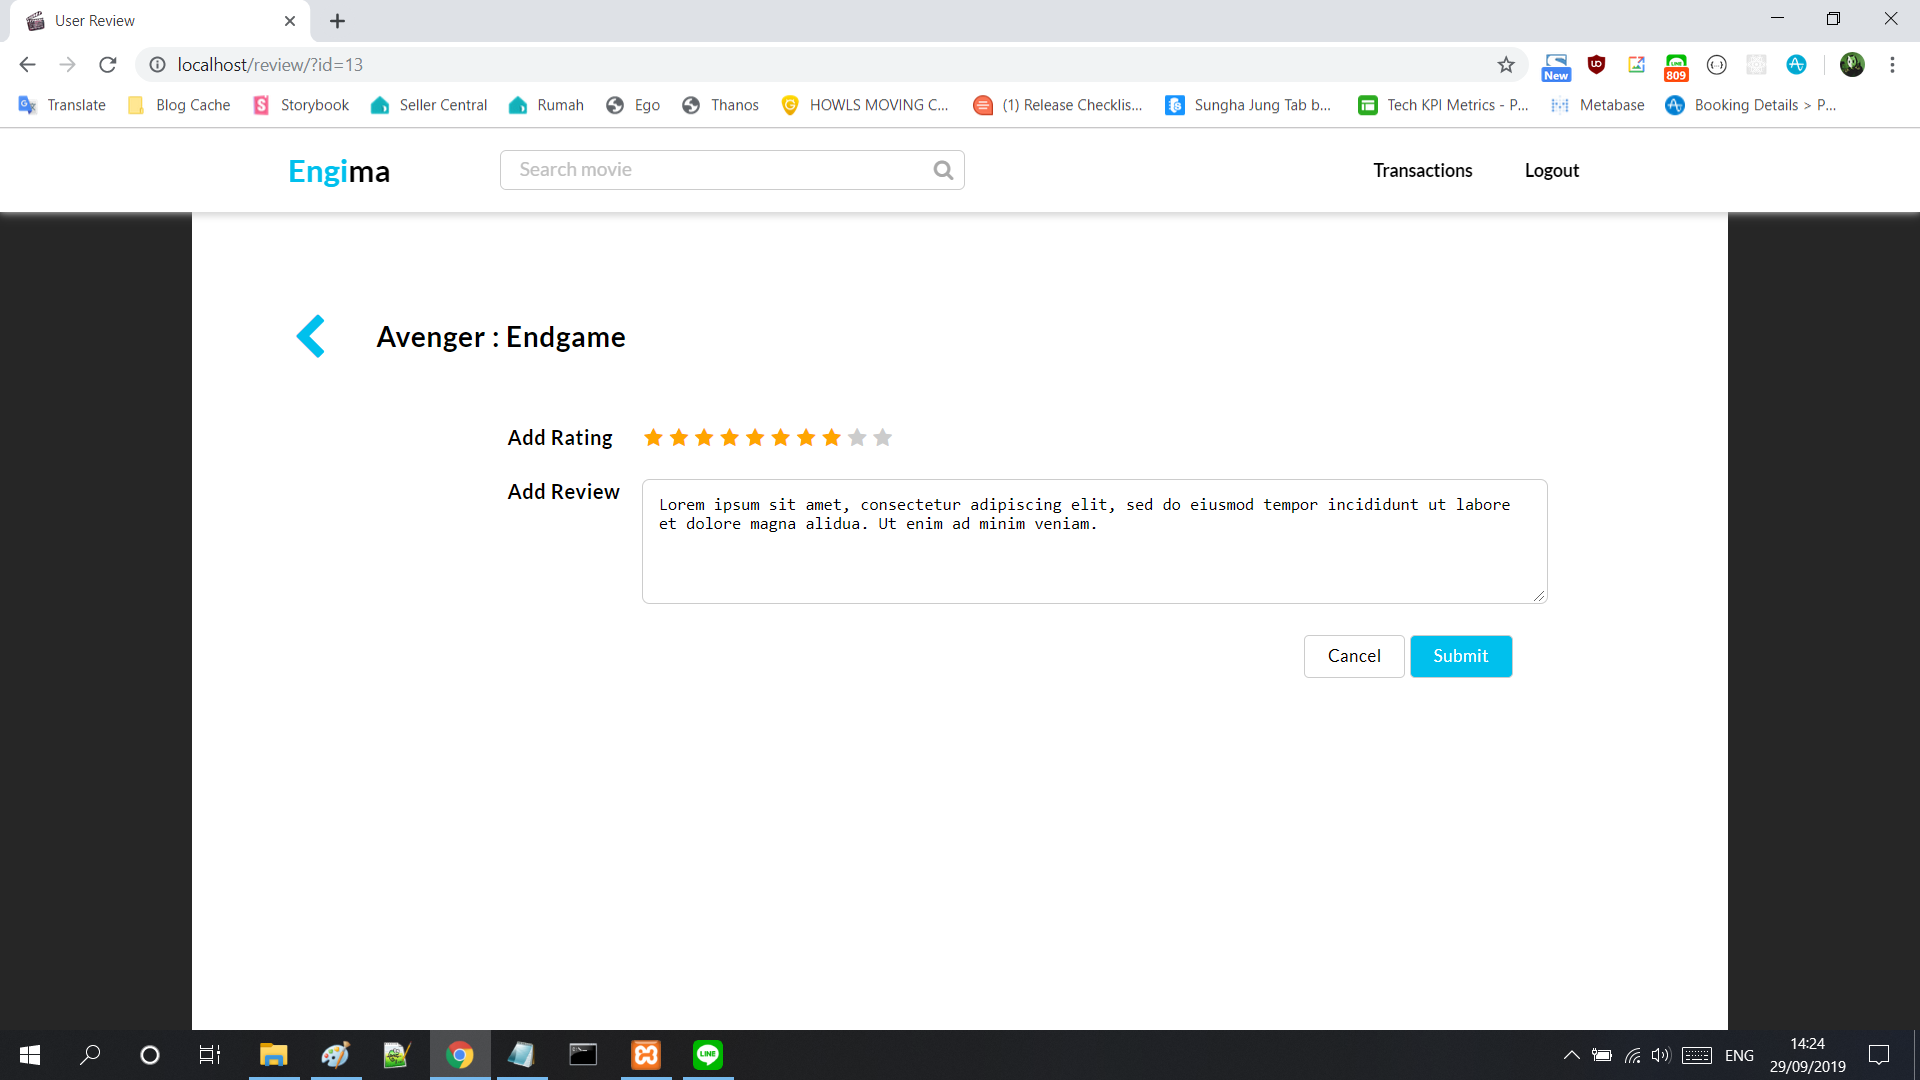 User Review
localhost/review/?id=13
New
809
Translate
Blog Cache
Storybook
Seller Central
Rumah
Ego
Thanos
HOWLS MOVING C...
(1) Release Checklis...
Sungha Jung Tab b...
Tech KPI Metrics - P...
Metabase
Booking Details > P...
Engima
Search movie
Transactions
Logout
Avenger : Endgame
Add Rating
Add Review
Lorem ipsum sit amet, consectetur adipiscing elit, sed do eiusmod tempor incididunt ut labore
et dolore magna alidua. Ut enim ad minim veniam.
Cancel
Submit
LINE
ENG
14:24
29/09/2019